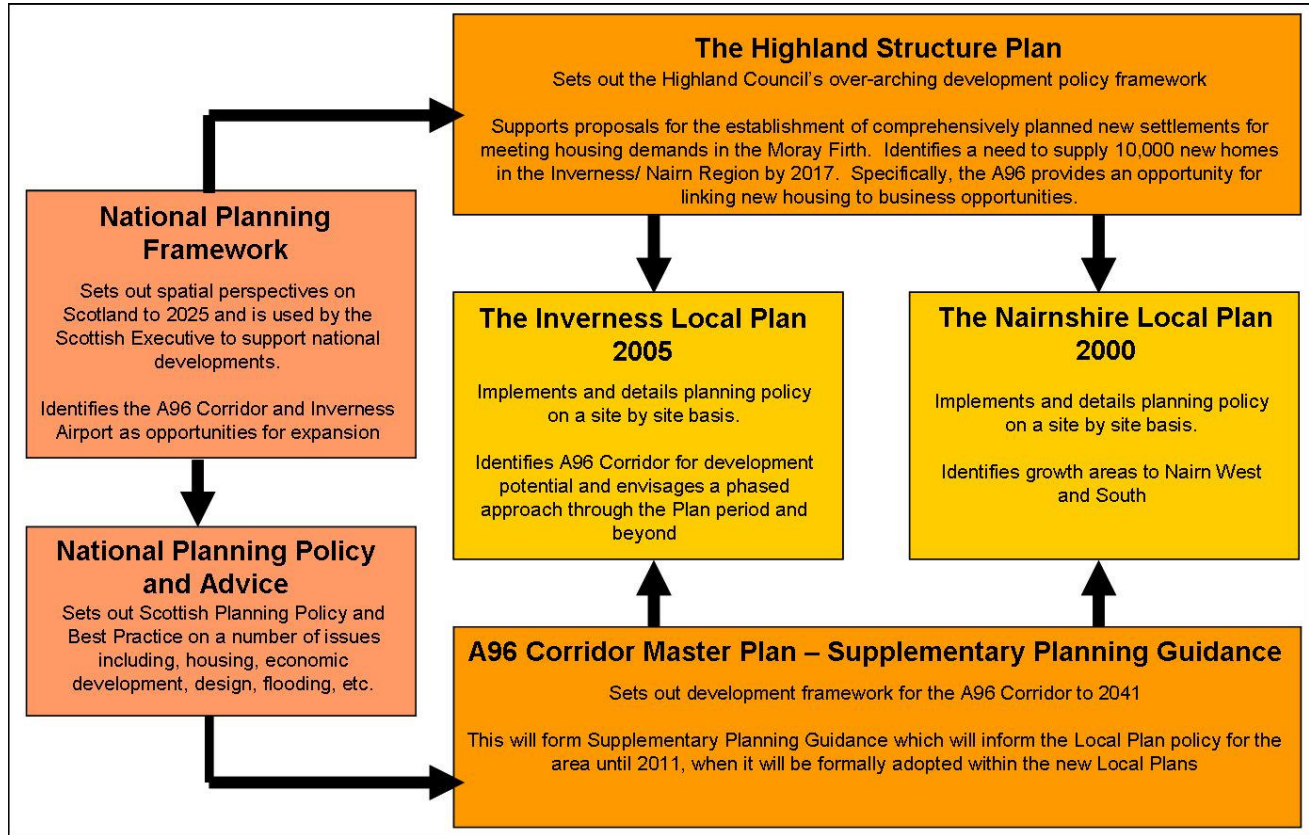 The Highland Structure Plan
Sets out the Highland Council's over-arching development policy framework
Supports proposals for the establishment of comprehensively planned new settlements for
meeting housing demands in the Moray Firth. Identifies a need to supply 10,000 new homes
in the Inverness/ Nairn Region by 2017. Specifically, the A96 provides an opportunity for
linking new housing to business opportunities.
National Planning
Framework
Sets out spatial perspectives on
Scotland to 2025 and is used by the
Scottish Executive to support national
developments.
Identifies the A96 Corridor and Inverness
Airport as opportunities for expansion
The Inverness Local Plan
2005
Implements and details planning policy
on a site by site basis.
Identifies A96 Corridor for development
potential and envisages a phased
approach through the Plan period and
beyond
The Nairnshire Local Plan
2000
Implements and details planning policy
on a site by site basis.
Identifies growth areas to Nairn West
and South
National Planning Policy
and Advice
Sets out Scottish Planning Policy and
Best Practice on a number of issues
including, housing, economic
development, design, flooding, etc.
A96 Corridor Master Plan – Supplementary Planning Guidance
Sets out development framework for the A96 Corridor to 2041
This will form Supplementary Planning Guidance which will inform the Local Plan policy for the
area until 2011, when it will be formally adopted within the new Local Plans